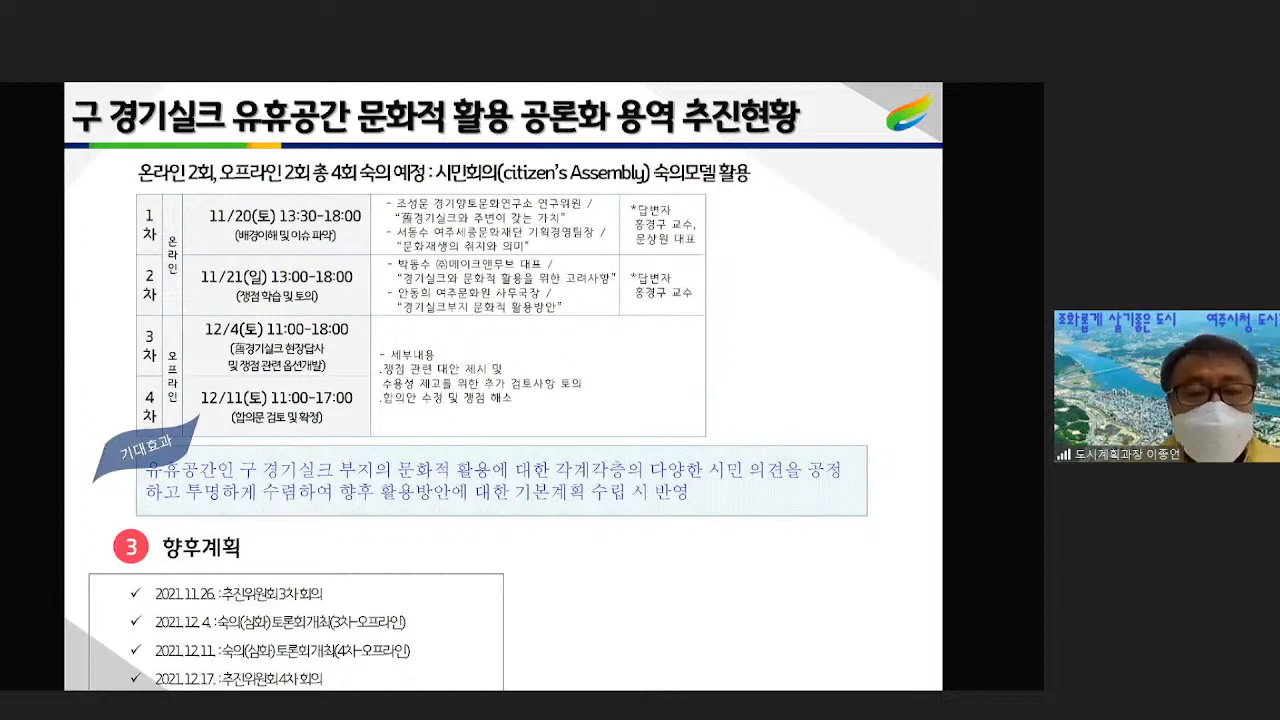 구 경기실크 유휴공간 문화적 활용 공론화 용역 추진현황
온라인 2회, 오프라인 2회 총 4회 숙의 예정 : 시민회의(citizen's Assembly) 숙의모델 활용
1차
온라인
11/20(토) 13:30-18:00
(배경이해 및 이슈 파악)
- 조성문 경기양토문화연구소 연구위원 /
"舊경기실크와 주변이 갖는 가치"
- 서동수 여주세종문화재단 기획경영팀장 /
"문화재생의 취지와 의미"
*답변자
홍경구 교수,
문상원 대표
2차
11/21(일) 13:00-18:00
(쟁점 학습 및 토의)
- 박동수 ㈜메이크앤무브 대표 /
"경기실크와 문화적 활용을 위한 고려사항"
- 안동희 여주문화원 사무국장 /
"경기실크부지 문화적 활용방안"
*답변자
홍경구 교수
3차
오프라인
12/4(토) 11:00-18:00
(舊경기실크 현장답사
및 쟁점 관련 옵션개발)
- 세부내용
.쟁점 관련 대안 제시 및
수용성 제고를 위한 추가 검토사항 토의
.합의안 수정 및 쟁점 해소
4차
12/11(토) 11:00-17:00
(합의문 검토 및 확정)
기대효과
유휴공간인 구 경기실크 부지의 문화적 활용에 대한 각계각층의 다양한 시민 의견을 공정
하고 투명하게 수렴하여 향후 활용방안에 대한 기본계획 수립 시 반영
3 향후계획
✓ 2021.11.26. : 추진위원회 3차 회의
✓ 2021.12. 4. : 숙의(심화) 토론회 개최(3차-오프라인)
✓ 2021.12.11. : 숙의(심화) 토론회 개최(4차-오프라인)
✓ 2021.12.17. : 추진위원회 4차 회의
조화롭게 살기좋은 도시 여주시청 도시
도시계획과장 이종연